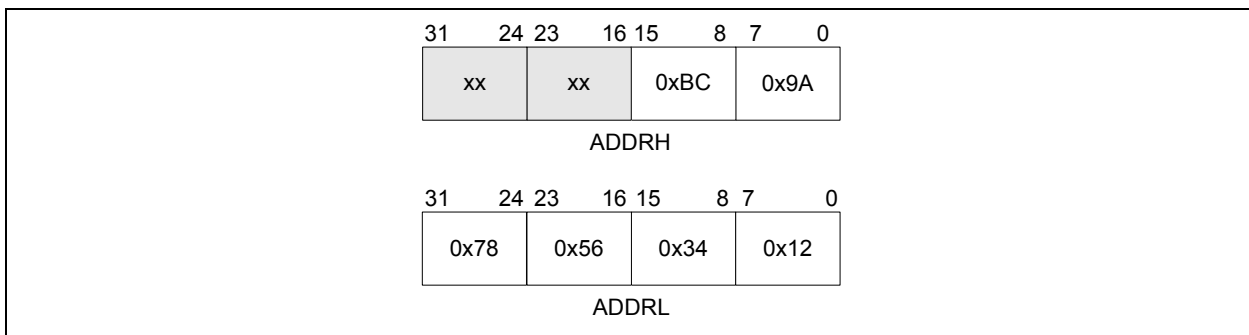 31 24 23 16 15 8 7 0
xx xx 0xBC 0x9A
ADDRH
31 24 23 16 15 8 7 0
0x78 0x56 0x34 0x12
ADDRL